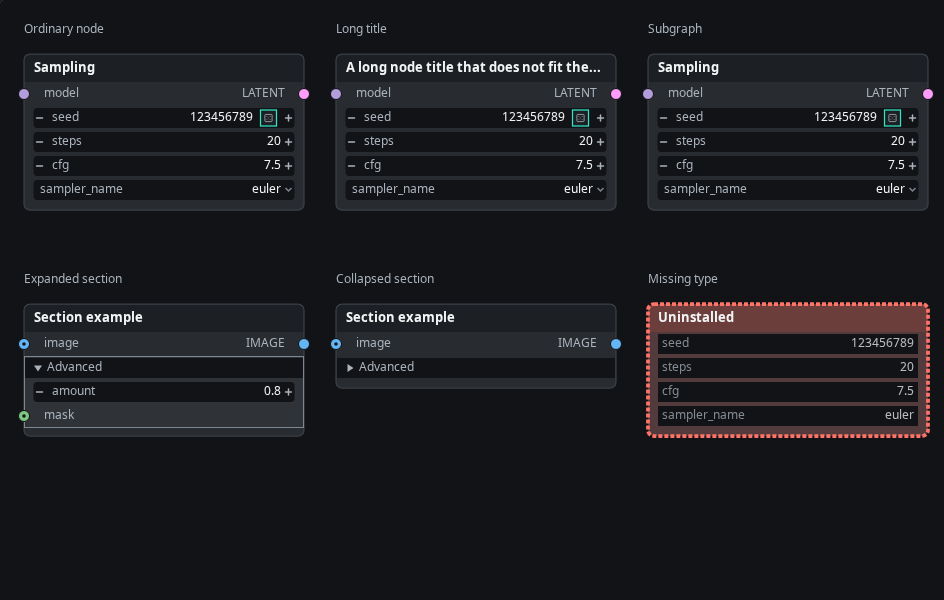 Ordinary node
Long title
Subgraph
Sampling
A long node title that does not fit the...
Sampling
model LATENT
model LATENT
model LATENT
− seed 123456789 +
− seed 123456789 +
− seed 123456789 +
− steps 20 +
− steps 20 +
− steps 20 +
− cfg 7.5 +
− cfg 7.5 +
− cfg 7.5 +
sampler_name euler
sampler_name euler
sampler_name euler
Expanded section
Collapsed section
Missing type
Section example
Section example
Uninstalled
image IMAGE
image IMAGE
seed 123456789
Advanced
Advanced
steps 20
− amount 0.8 +
cfg 7.5
mask
sampler_name euler